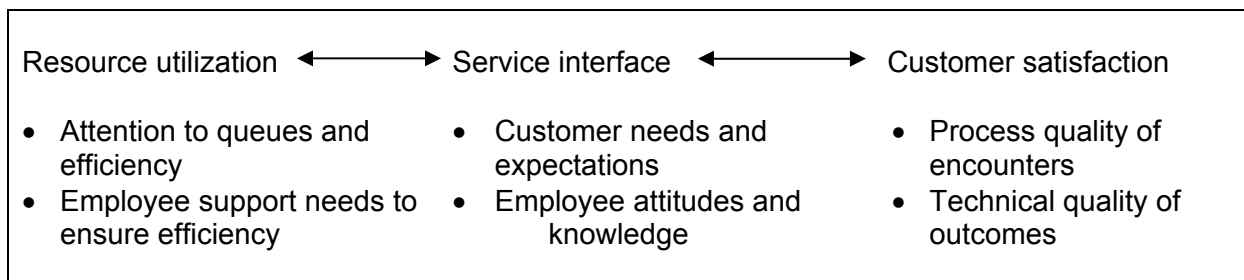 Resource utilization
Service interface
Customer satisfaction
• Attention to queues and
efficiency
• Employee support needs to
ensure efficiency
• Customer needs and
expectations
• Employee attitudes and
knowledge
• Process quality of
encounters
• Technical quality of
outcomes